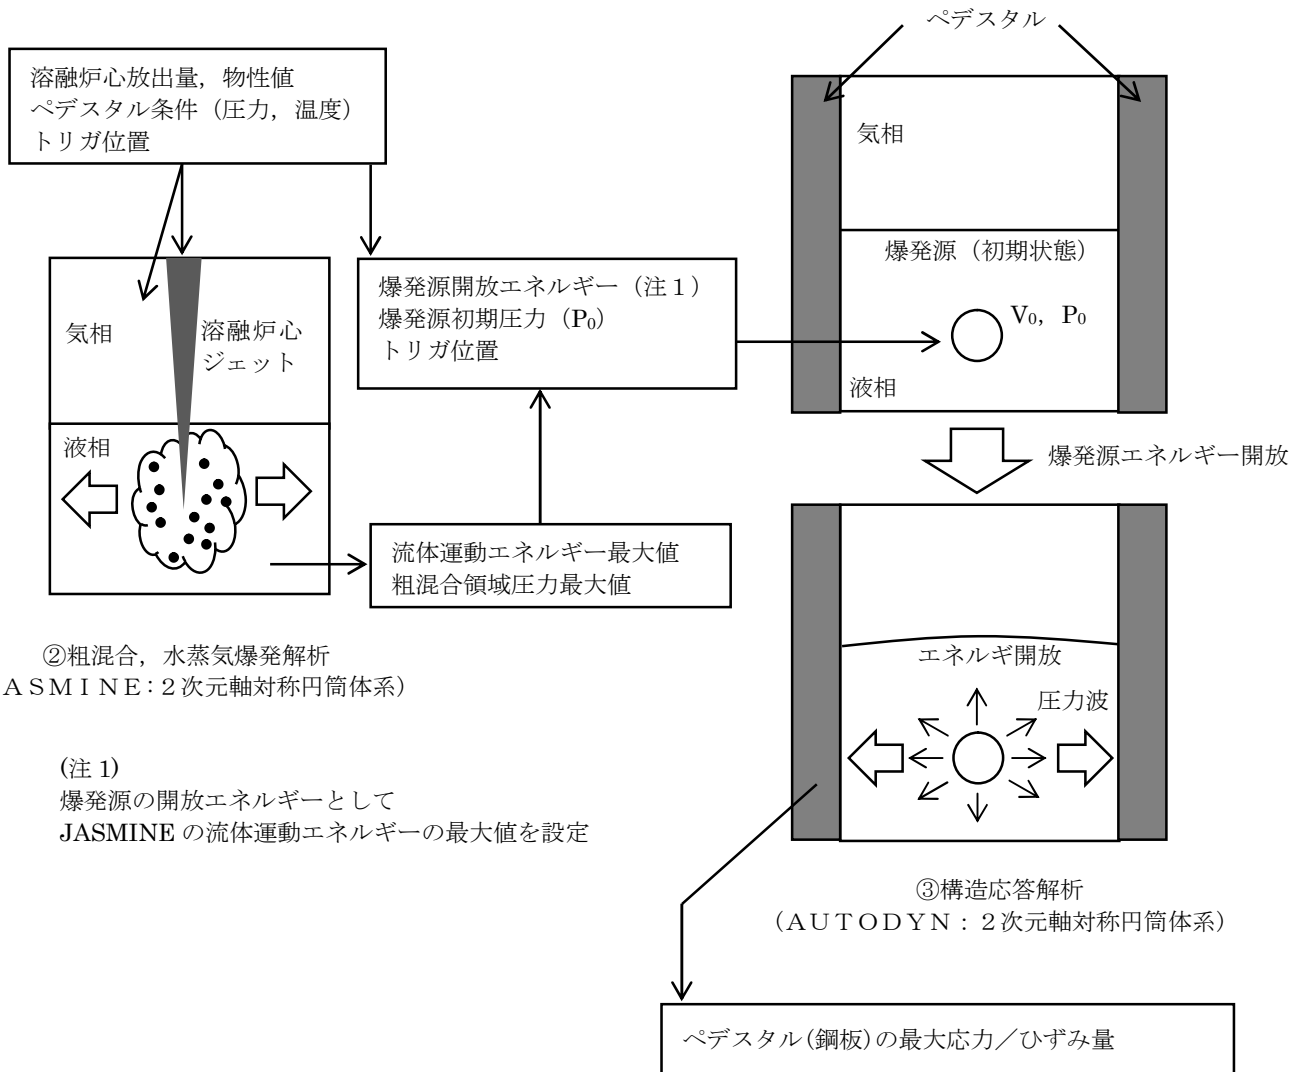 ペデスタル
溶融炉心放出量，物性値
ペデスタル条件（圧力，温度）
トリガ位置
気相
爆発源（初期状態）
V₀，P₀
液相
爆発源開放エネルギー（注１）
爆発源初期圧力（P₀）
トリガ位置
気相
溶融炉心
ジェット
液相
爆発源エネルギー開放
流体運動エネルギー最大値
粗混合領域圧力最大値
②粗混合，水蒸気爆発解析
ＡＳＭＩＮＥ：２次元軸対称円筒体系）
エネルギ開放
圧力波
(注 1)
爆発源の開放エネルギーとして
JASMINE の流体運動エネルギーの最大値を設定
③構造応答解析
（ＡＵＴＯＤＹＮ：２次元軸対称円筒体系）
ペデスタル(鋼板)の最大応力／ひずみ量